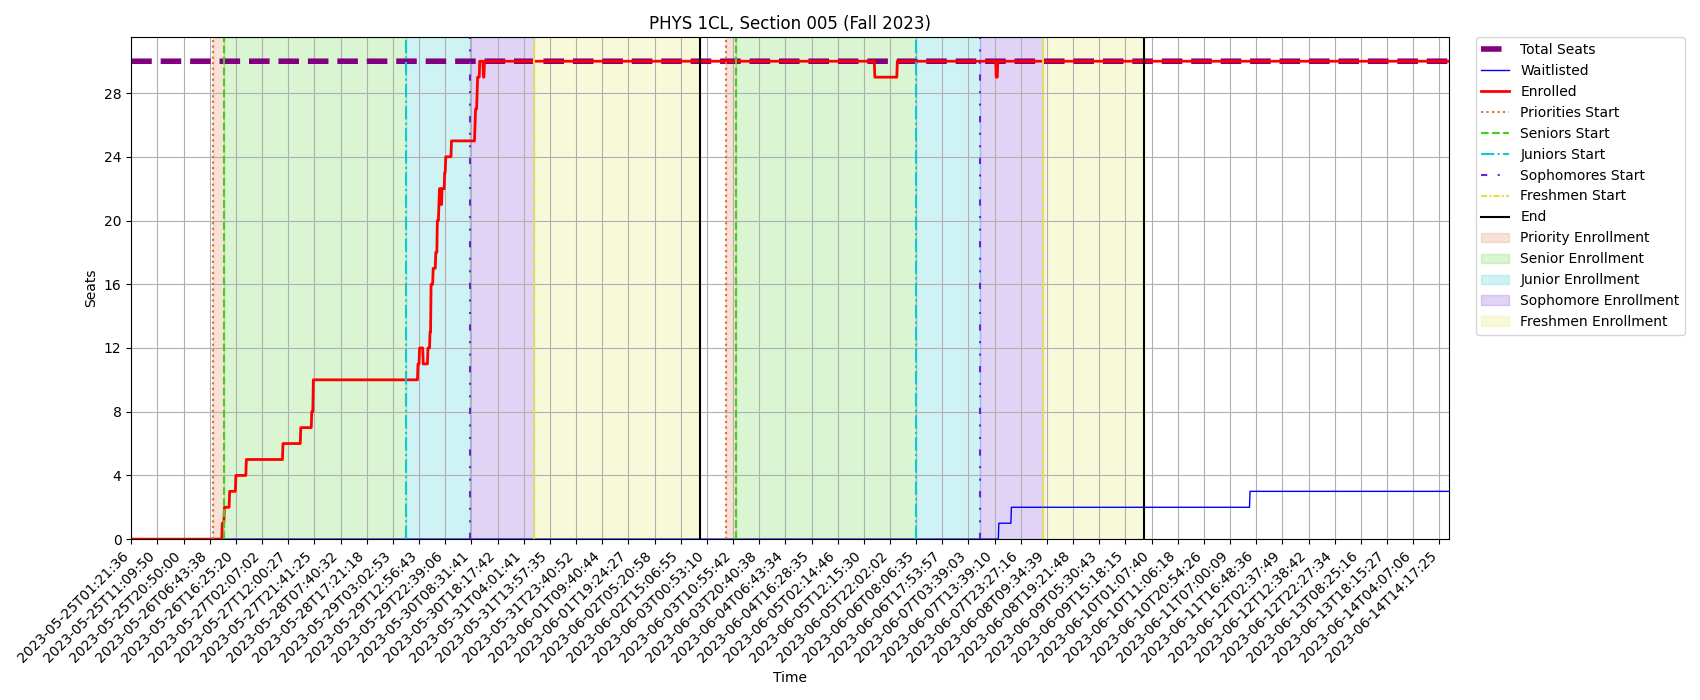 PHYS 1CL, Section 005 (Fall 2023)
Seats
28
24
20
16
12
8
4
0
2023-05-25T01:21:36
2023-05-25T11:09:50
2023-05-25T20:50:00
2023-05-26T06:43:38
2023-05-26T16:25:20
2023-05-27T02:07:02
2023-05-27T12:00:27
2023-05-27T21:41:25
2023-05-28T07:40:32
2023-05-28T17:21:18
2023-05-29T03:02:53
2023-05-29T12:56:43
2023-05-29T22:39:06
2023-05-30T08:31:41
2023-05-30T18:17:42
2023-05-31T04:01:41
2023-05-31T13:57:35
2023-05-31T23:40:52
2023-06-01T09:40:44
2023-06-01T19:24:27
2023-06-02T05:20:58
2023-06-02T15:06:55
2023-06-03T00:53:10
2023-06-03T10:55:42
2023-06-03T20:40:38
2023-06-04T06:43:34
2023-06-04T16:28:35
2023-06-05T02:14:46
2023-06-05T12:15:30
2023-06-05T22:02:02
2023-06-06T08:06:35
2023-06-06T17:53:57
2023-06-07T03:39:03
2023-06-07T13:39:10
2023-06-07T23:27:16
2023-06-08T09:34:39
2023-06-08T19:21:48
2023-06-09T05:30:43
2023-06-09T15:18:15
2023-06-10T01:07:40
2023-06-10T11:06:18
2023-06-10T20:54:26
2023-06-11T07:00:09
2023-06-11T16:48:36
2023-06-12T02:37:49
2023-06-12T12:38:42
2023-06-12T22:27:34
2023-06-13T08:25:16
2023-06-13T18:15:27
2023-06-14T04:07:06
2023-06-14T14:17:25
Time
Total Seats
Waitlisted
Enrolled
Priorities Start
Seniors Start
Juniors Start
Sophomores Start
Freshmen Start
End
Priority Enrollment
Senior Enrollment
Junior Enrollment
Sophomore Enrollment
Freshmen Enrollment